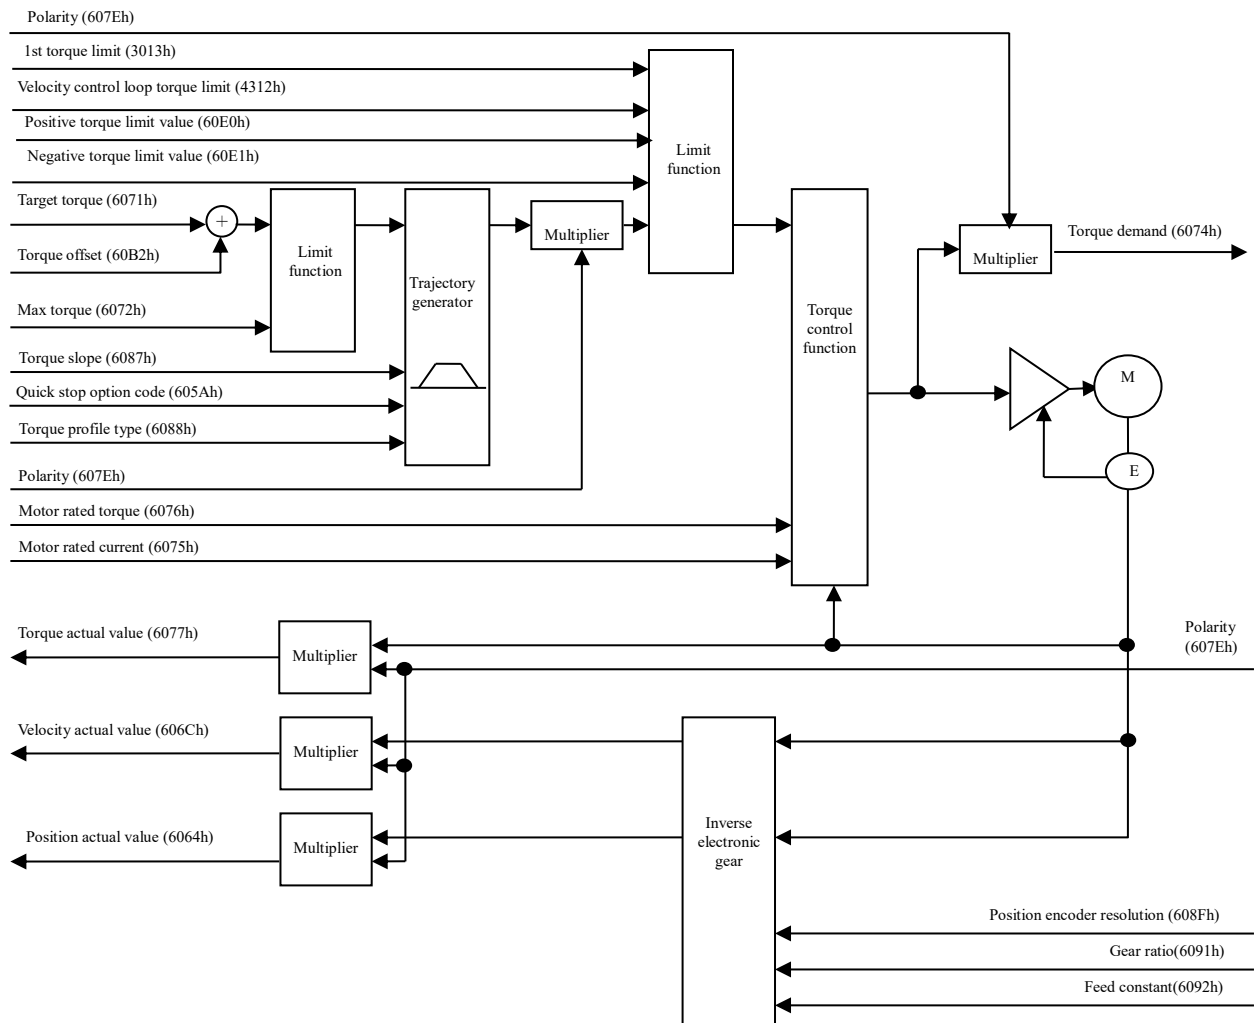 Polarity (607Eh)
1st torque limit (3013h)
Velocity control loop torque limit (4312h)
Positive torque limit value (60E0h)
Negative torque limit value (60E1h)
Limit
function
Target torque (6071h)
+
Torque offset (60B2h)
Limit
function
Multiplier
Torque demand (6074h)
Multiplier
Trajectory
generator
Max torque (6072h)
Torque
control
function
Torque slope (6087h)
Quick stop option code (605Ah)
Torque profile type (6088h)
M
E
Polarity (607Eh)
Motor rated torque (6076h)
Motor rated current (6075h)
Torque actual value (6077h)
Multiplier
Polarity
(607Eh)
Velocity actual value (606Ch)
Multiplier
Position actual value (6064h)
Multiplier
Inverse
electronic
gear
Position encoder resolution (608Fh)
Gear ratio(6091h)
Feed constant(6092h)